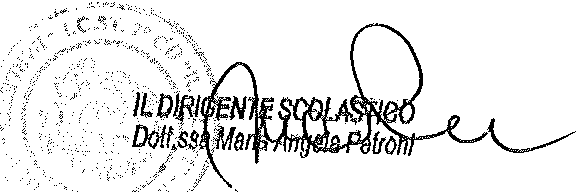 IL DIRIGENTE SCOLASTICO
Dott.ssa Maria Angela Petroni